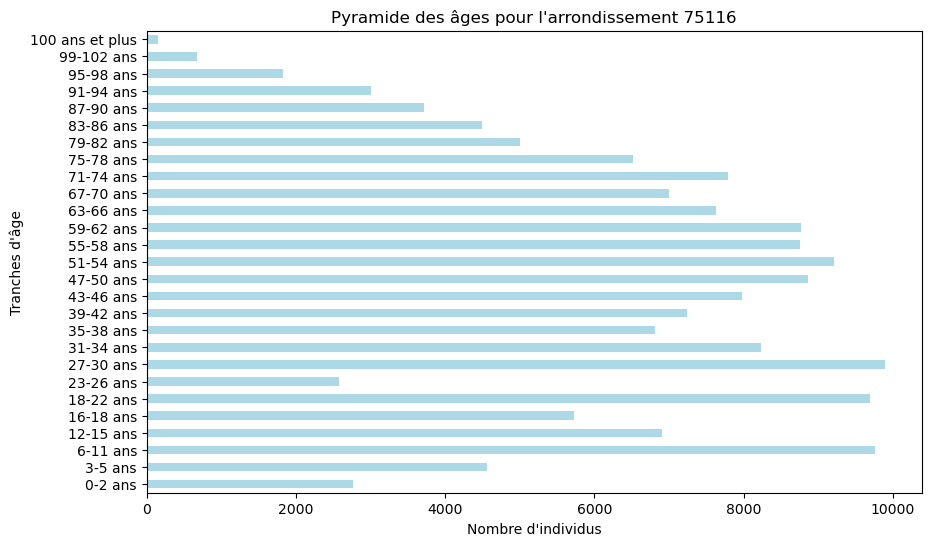 Pyramide des âges pour l'arrondissement 75116
100 ans et plus
99-102 ans
95-98 ans
91-94 ans
87-90 ans
83-86 ans
79-82 ans
75-78 ans
71-74 ans
67-70 ans
63-66 ans
59-62 ans
55-58 ans
51-54 ans
47-50 ans
43-46 ans
39-42 ans
35-38 ans
31-34 ans
27-30 ans
23-26 ans
18-22 ans
16-18 ans
12-15 ans
6-11 ans
3-5 ans
0-2 ans
Tranches d'âge
0 2000 4000 6000 8000 10000
Nombre d'individus